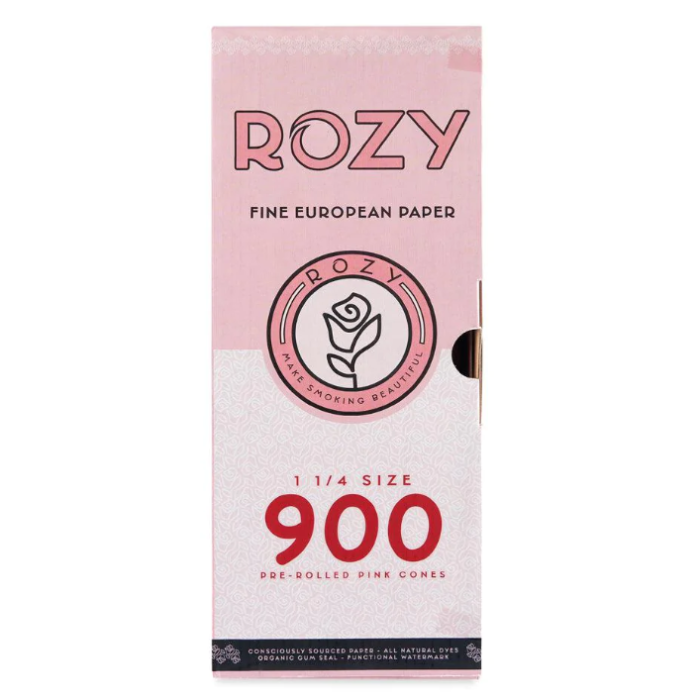 ROZY
FINE EUROPEAN PAPER
ROZY
MAKE SMOKING BEAUTIFUL
1 1/4 SIZE
900
PRE-ROLLED PINK CONES
CONSCIOUSLY SOURCED PAPER - ALL NATURAL DYES
ORGANIC GUM SEAL - FUNCTIONAL WATERMARK